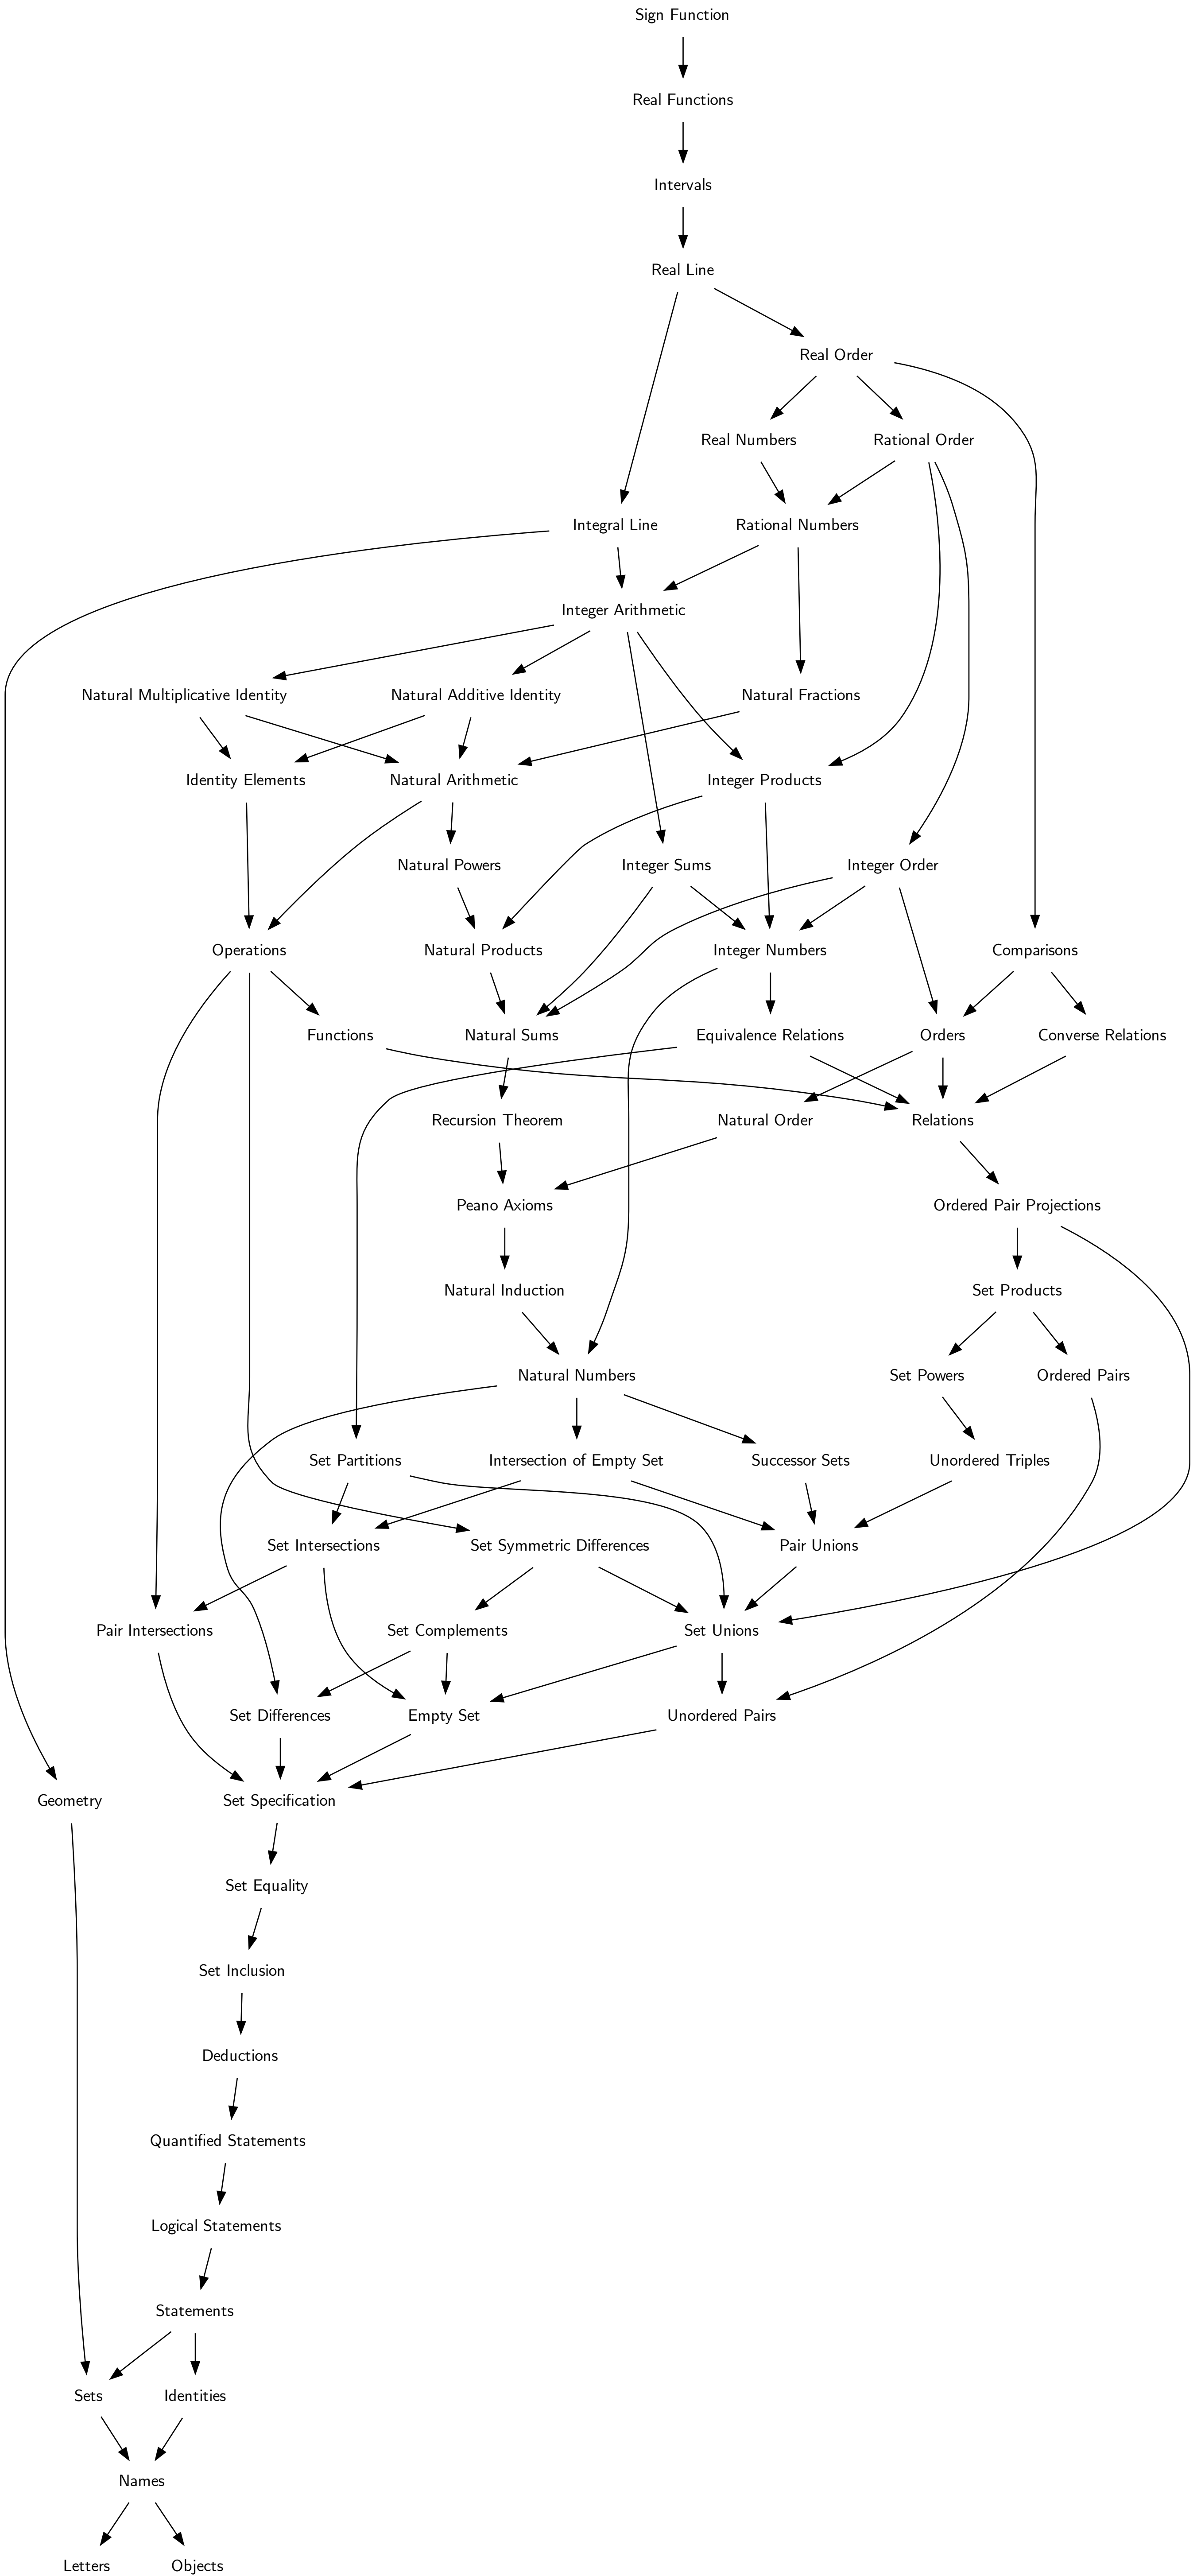 Sign Function
Real Functions
Intervals
Real Line
Real Order
Real Numbers
Rational Order
Integral Line
Rational Numbers
Integer Arithmetic
Natural Multiplicative Identity
Natural Additive Identity
Natural Fractions
Identity Elements
Natural Arithmetic
Integer Products
Natural Powers
Integer Sums
Integer Order
Operations
Natural Products
Integer Numbers
Comparisons
Functions
Natural Sums
Equivalence Relations
Orders
Converse Relations
Recursion Theorem
Natural Order
Relations
Peano Axioms
Ordered Pair Projections
Natural Induction
Set Products
Natural Numbers
Set Powers
Ordered Pairs
Set Partitions
Intersection of Empty Set
Successor Sets
Unordered Triples
Set Intersections
Set Symmetric Differences
Pair Unions
Pair Intersections
Set Complements
Set Unions
Set Differences
Empty Set
Unordered Pairs
Geometry
Set Specification
Set Equality
Set Inclusion
Deductions
Quantified Statements
Logical Statements
Statements
Sets
Identities
Names
Letters
Objects